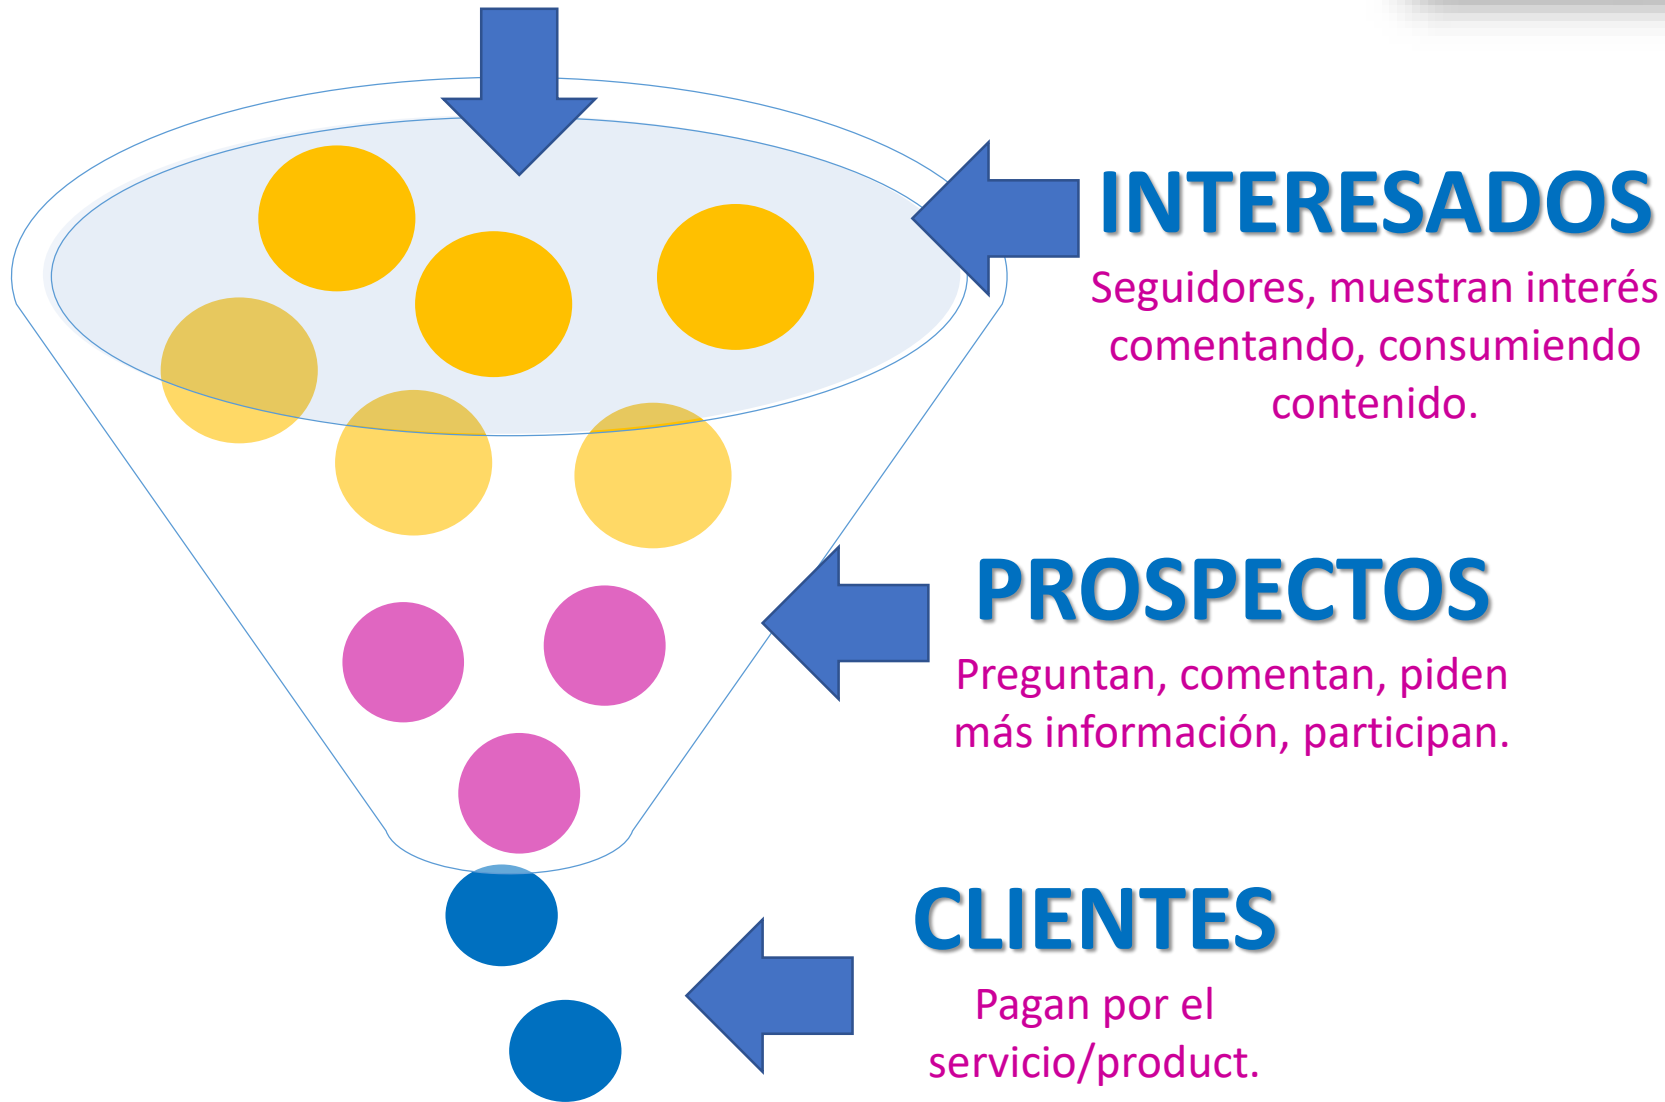 INTERESADOS
Seguidores, muestran interés
comentando, consumiendo
contenido.
PROSPECTOS
Preguntan, comentan, piden
más información, participan.
CLIENTES
Pagan por el
servicio/product.